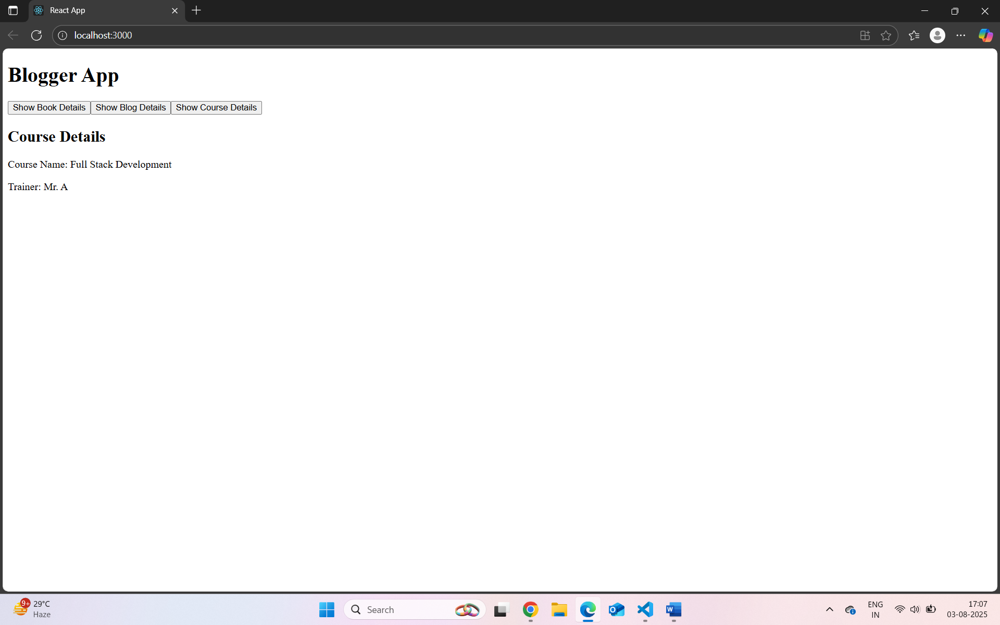 React App
localhost:3000
Blogger App
Show Book Details Show Blog Details Show Course Details
Course Details
Course Name: Full Stack Development
Trainer: Mr. A
9+ 29°C
Haze
Search
ENG
IN
17:07
03-08-2025